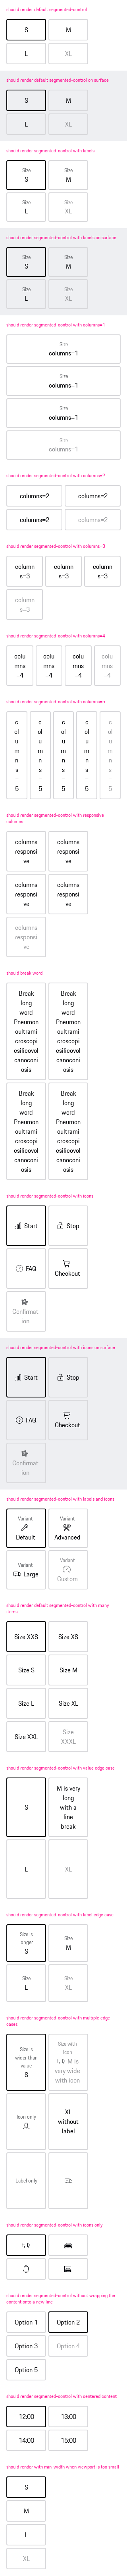 should render default segmented-control
S M
L XL
should render default segmented-control on surface
S M
L XL
should render segmented-control with labels
Size Size
S M
Size Size
L XL
should render segmented-control with labels on surface
Size Size
S M
Size Size
L XL
should render segmented-control with columns=1
Size
columns=1
Size
columns=1
Size
columns=1
Size
columns=1
should render segmented-control with columns=2
columns=2 columns=2
columns=2 columns=2
should render segmented-control with columns=3
column column column
s=3 s=3 s=3
column
s=3
should render segmented-control with columns=4
colu colu colu colu
mns mns mns mns
=4 =4 =4 =4
should render segmented-control with columns=5
c c c c c
ol ol ol ol ol
u u u u u
m m m m m
n n n n n
s s s s s
= = = = =
5 5 5 5 5
should render segmented-control with responsive
columns
columns columns
responsi responsi
ve ve
columns columns
responsi responsi
ve ve
columns
responsi
ve
should break word
Break Break
long long
word word
Pneumon Pneumon
oultrami oultrami
croscopi croscopi
csilicovol csilicovol
canoconi canoconi
osis osis
Break Break
long long
word word
Pneumon Pneumon
oultrami oultrami
croscopi croscopi
csilicovol csilicovol
canoconi canoconi
osis osis
should render segmented-control with icons
Start Stop
FAQ Checkout
Confirmat
ion
should render segmented-control with icons on surface
Start Stop
FAQ Checkout
Confirmat
ion
should render segmented-control with labels and icons
Variant Variant
Default Advanced
Variant Variant
Large Custom
should render default segmented-control with many
items
Size XXS Size XS
Size S Size M
Size L Size XL
Size XXL Size
XXXL
should render segmented-control with value edge case
S M is very
long
with a
line
break
L XL
should render segmented-control with label edge case
Size is
longer Size
S M
Size Size
L XL
should render segmented-control with multiple edge
cases
Size is Size with
wider than icon
value M is
S very wide
with icon
Icon only XL
without
label
Label only
should render segmented-control with icons only
should render segmented-control without wrapping the
content onto a new line
Option 1 Option 2
Option 3 Option 4
Option 5
should render segmented-control with centered content
12:00 13:00
14:00 15:00
should render with min-width when viewport is too small
S
M
L
XL